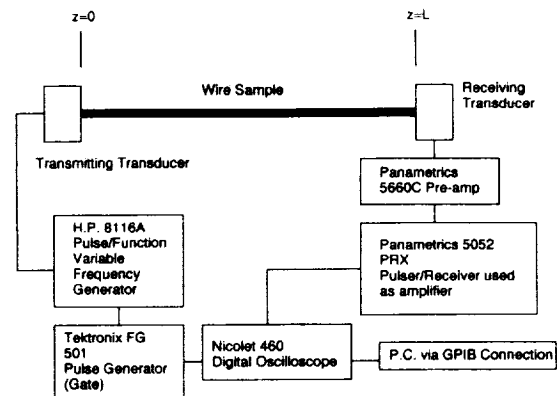 z=0
z=L
Wire Sample
Receiving
Transducer
Transmitting Transducer
Panametrics
5660C Pre-amp
H.P. 8116A
Pulse/Function
Variable
Frequency
Generator
Panametrics 5052
PRX
Pulser/Receiver used
as amplifier
Tektronix FG
501
Pulse Generator
(Gate)
Nicolet 460
Digital Oscilloscope
P.C. via GPIB Connection